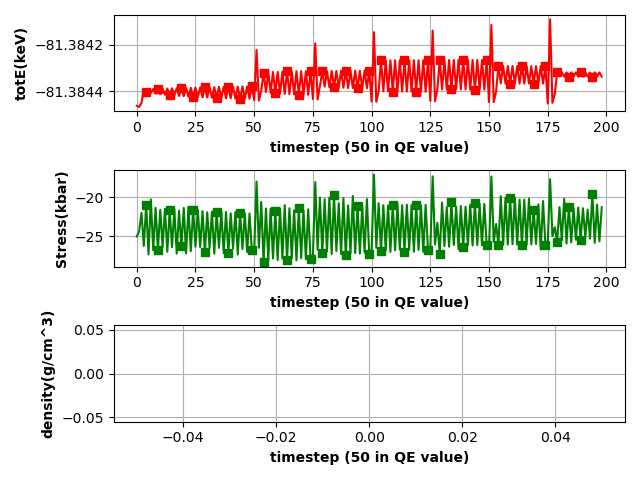 totE(keV)
−81.3842
−81.3844
0 25 50 75 100 125 150 175 200
timestep (50 in QE value)
Stress(kbar)
−20
−25
0 25 50 75 100 125 150 175 200
timestep (50 in QE value)
density(g/cm^3)
0.05
0.00
−0.05
−0.04 −0.02 0.00 0.02 0.04
timestep (50 in QE value)